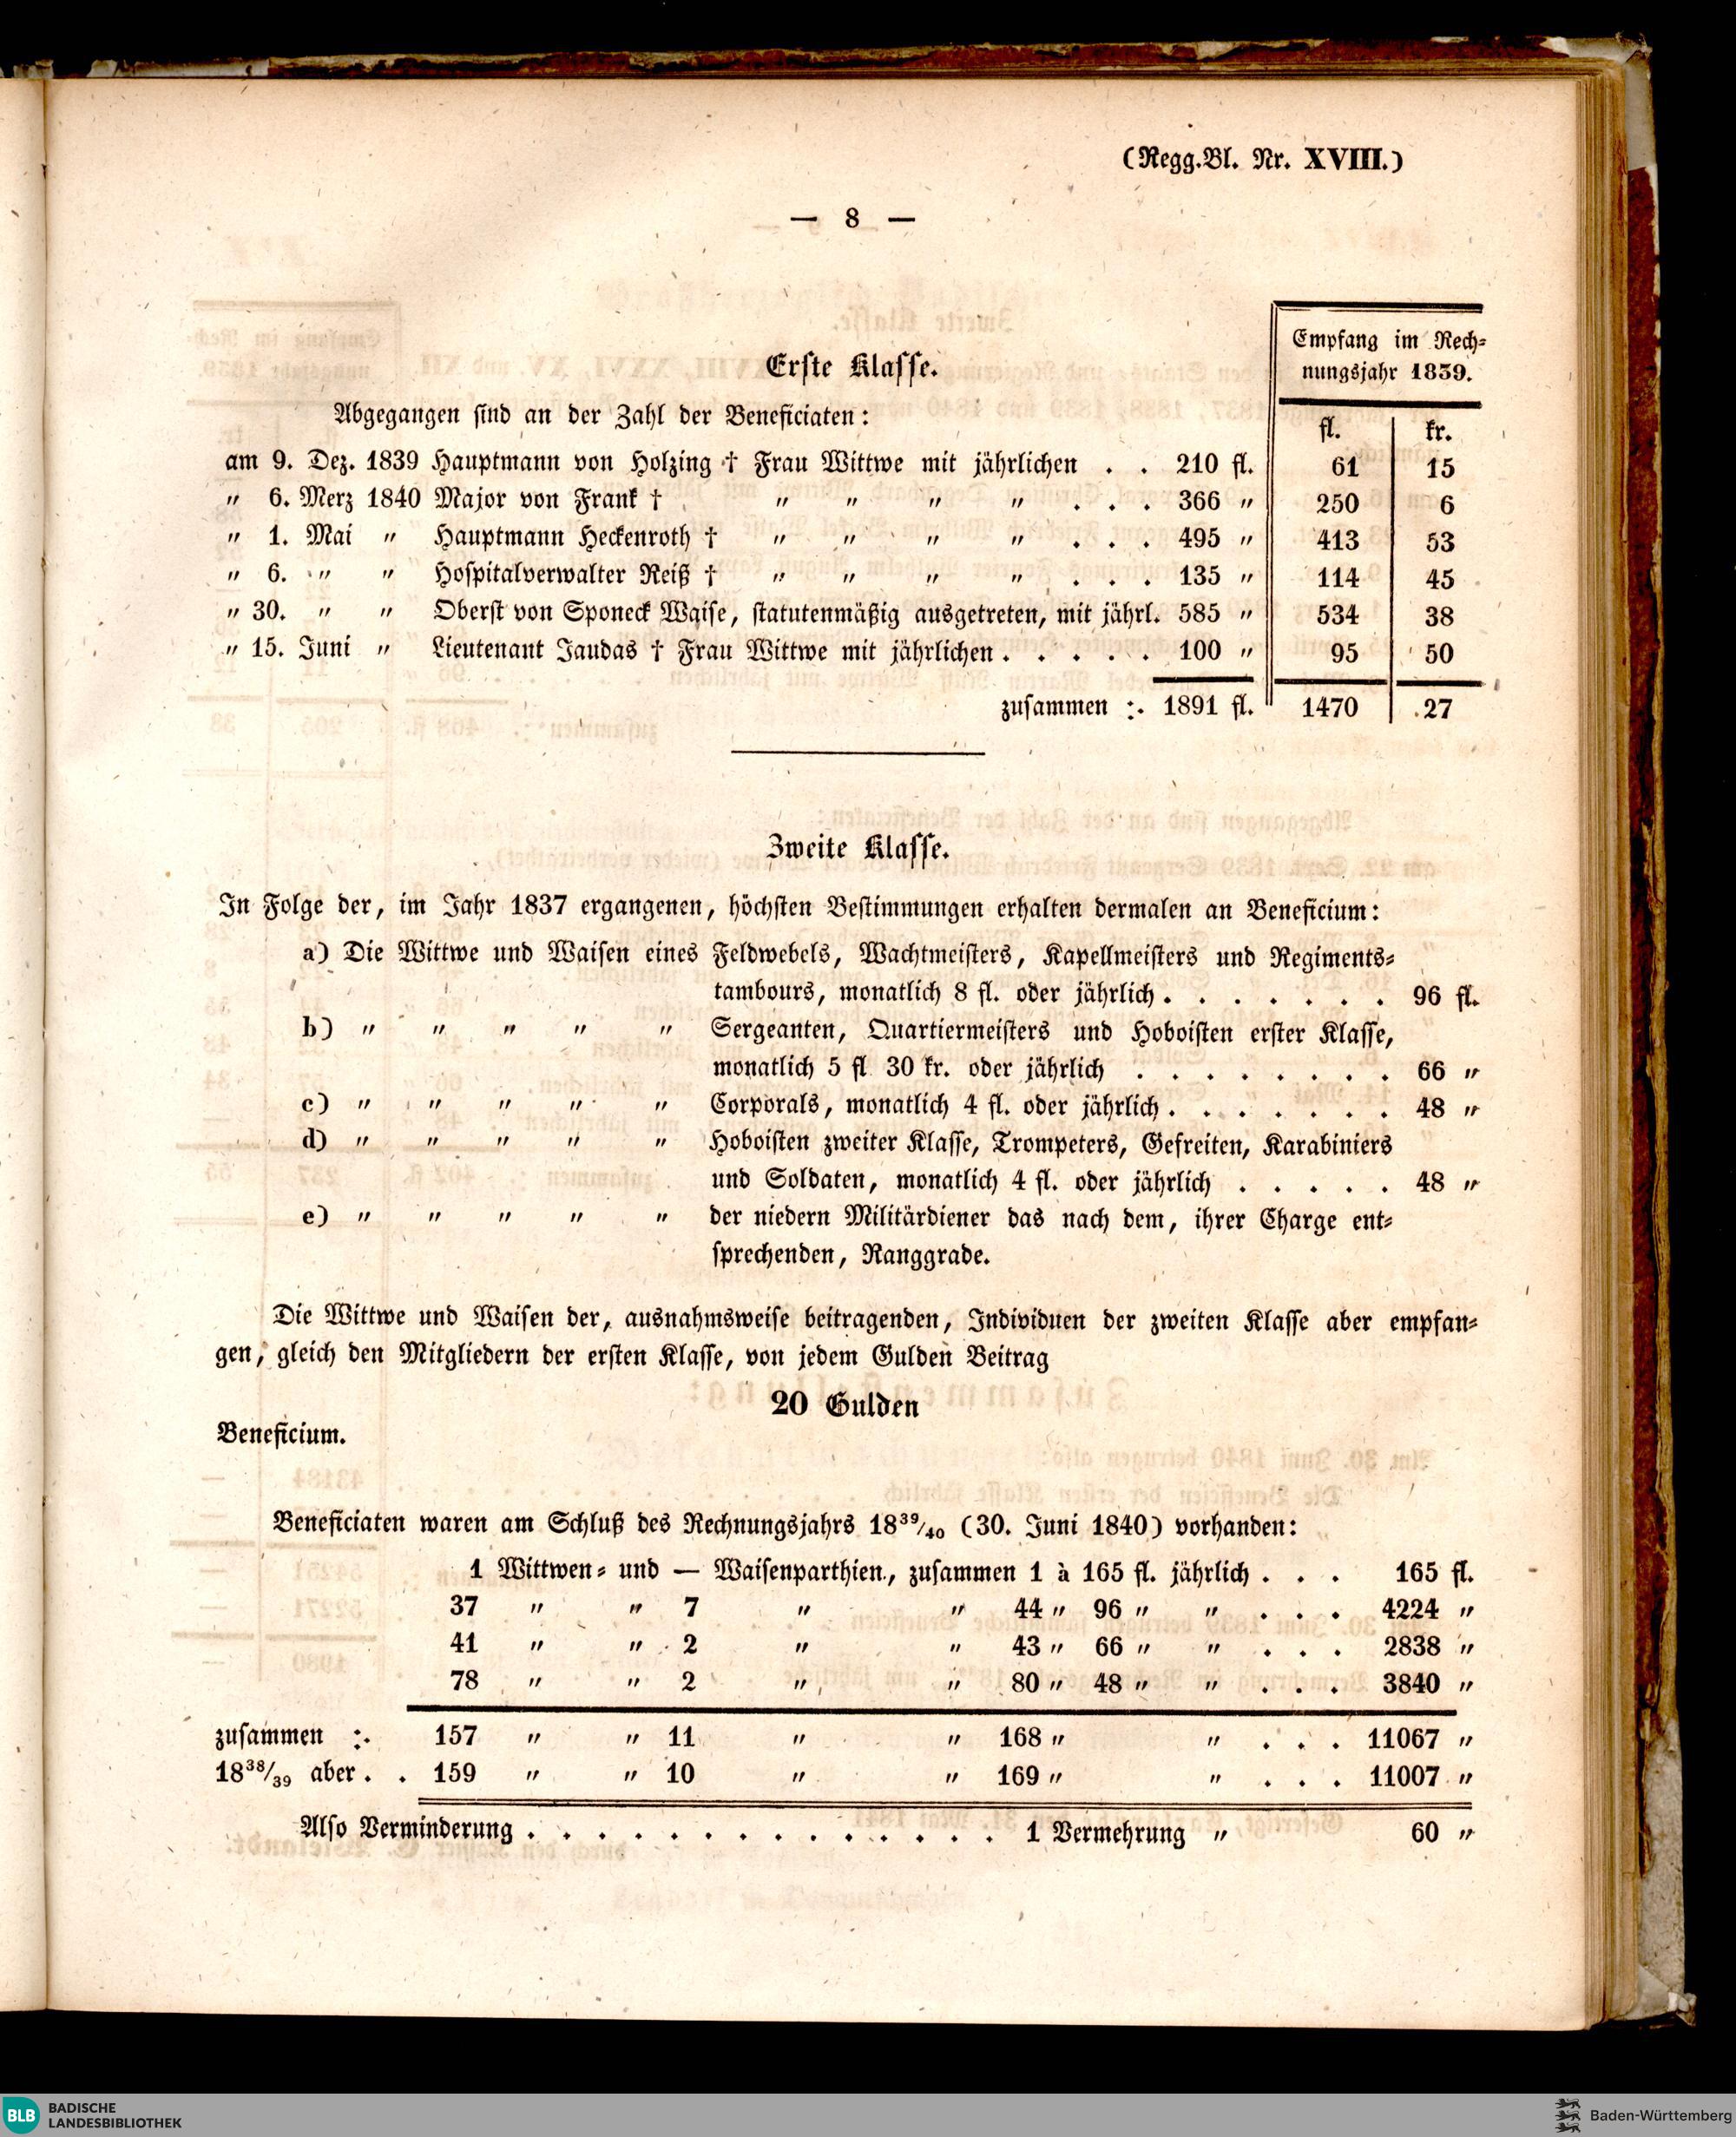 (Regg.Bl. Nr. XVIII.)
— 8 —
Empfang im Rech-
nungsjahr 1839.
fl. kr.
Erste Klasse.
Abgegangen sind an der Zahl der Beneficiaten:
am 9. Dez. 1839 Hauptmann von Holzing † Frau Wittwe mit jährlichen . . 210 fl. 61 15
„ 6. Merz 1840 Major von Frank † „ „ „ „ . . . 366 „ 250 6
„ 1. Mai „ Hauptmann Heckenroth † „ „ „ „ . . . 495 „ 413 53
„ 6. „ „ Hospitalverwalter Reiß † „ „ „ „ . . . 135 „ 114 45
„ 30. „ „ Oberst von Sponeck Waise, statutenmäßig ausgetreten, mit jährl. 585 „ 534 38
„ 15. Juni „ Lieutenant Jaudas † Frau Wittwe mit jährlichen . . . . . 100 „ 95 50
zusammen :. 1891 fl. 1470 27
Zweite Klasse.
In Folge der, im Jahr 1837 ergangenen, höchsten Bestimmungen erhalten dermalen an Beneficium:
a) Die Wittwe und Waisen eines Feldwebels, Wachtmeisters, Kapellmeisters und Regiments-
tambours, monatlich 8 fl. oder jährlich . . . . . . . 96 fl.
b) „ „ „ „ „ Sergeanten, Quartiermeisters und Hoboisten erster Klasse,
monatlich 5 fl 30 kr. oder jährlich . . . . . . . . 66 „
c) „ „ „ „ „ Corporals, monatlich 4 fl. oder jährlich . . . . . . . 48 „
d) „ „ „ „ „ Hoboisten zweiter Klasse, Trompeters, Gefreiten, Karabiniers
und Soldaten, monatlich 4 fl. oder jährlich . . . . . 48 „
e) „ „ „ „ „ der niedern Militärdiener das nach dem, ihrer Charge ent-
sprechenden, Ranggrade.
Die Wittwe und Waisen der, ausnahmsweise beitragenden, Individuen der zweiten Klasse aber empfan-
gen, gleich den Mitgliedern der ersten Klasse, von jedem Gulden Beitrag
20 Gulden
Beneficium.
Beneficiaten waren am Schluß des Rechnungsjahrs 18³⁹/₄₀ (30. Juni 1840) vorhanden:
1 Wittwen- und — Waisenparthien, zusammen 1 à 165 fl. jährlich . . . 165 fl.
37 „ „ 7 „ „ 44 „ 96 „ „ . . . 4224 „
41 „ „ 2 „ „ 43 „ 66 „ „ . . . 2838 „
78 „ „ 2 „ „ 80 „ 48 „ „ . . . 3840 „
zusammen :. 157 „ „ 11 „ „ 168 „ „ . . . 11067 „
18³⁸/₃₉ aber . . 159 „ „ 10 „ „ 169 „ „ . . . 11007 „
Also Verminderung . . . . . . . . . . . . . . 1 Vermehrung „ 60 „
BLB BADISCHE
LANDESBIBLIOTHEK
Baden-Württemberg